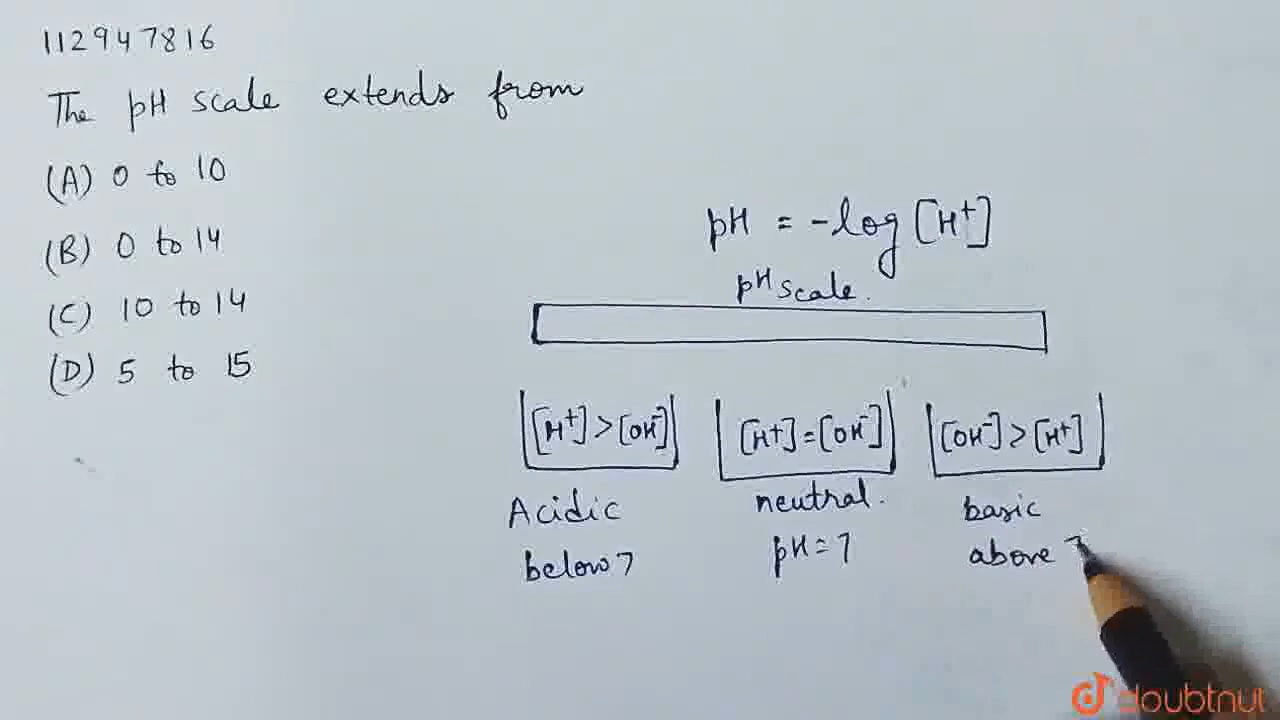 112947816
The pH scale extends from
(A) 0 to 10
(B) 0 to 14
(C) 10 to 14
(D) 5 to 15
pH = -log [H⁺]
pH scale.
[H⁺] > [OH⁻]
[H⁺] = [OH⁻]
[OH⁻] > [H⁺]
Acidic
neutral.
basic
below 7
pH = 7
above 7
doubtnut